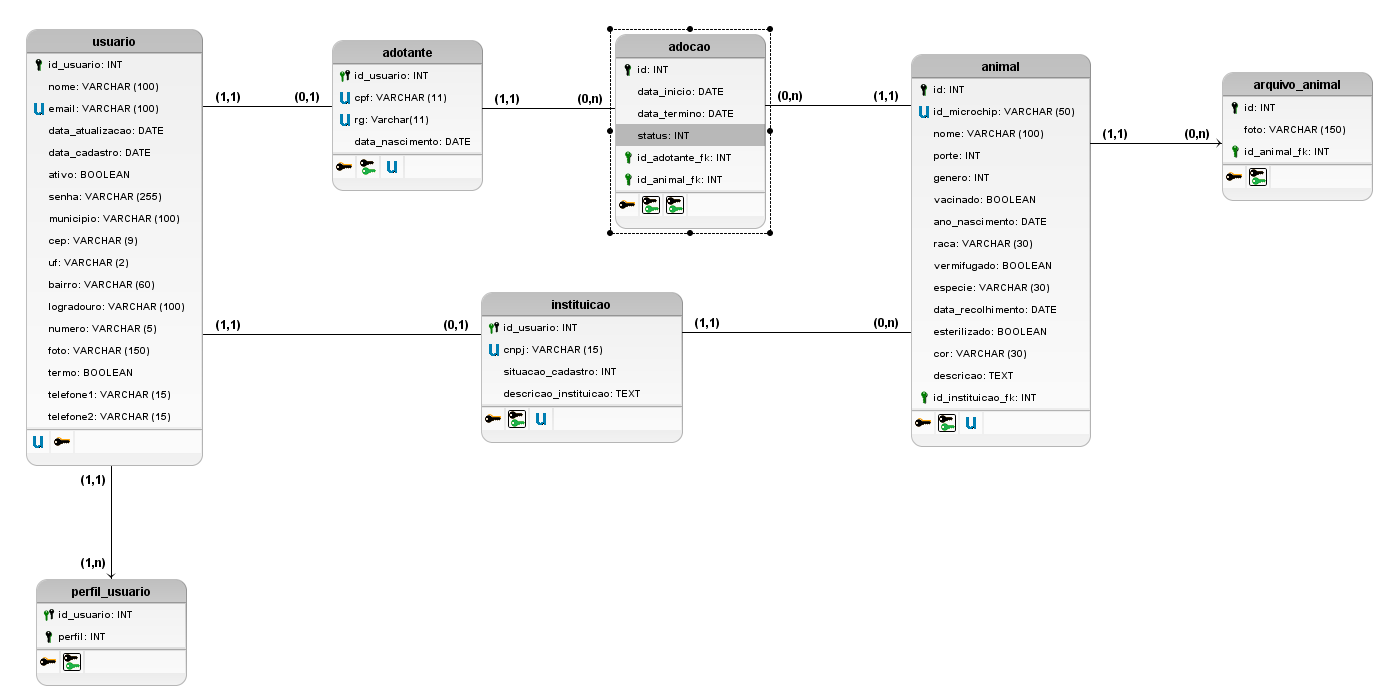 usuario
id_usuario: INT
nome: VARCHAR (100)
U email: VARCHAR (100)
data_atualizacao: DATE
data_cadastro: DATE
ativo: BOOLEAN
senha: VARCHAR (255)
municipio: VARCHAR (100)
cep: VARCHAR (9)
uf: VARCHAR (2)
bairro: VARCHAR (60)
logradouro: VARCHAR (100)
numero: VARCHAR (5)
foto: VARCHAR (150)
termo: BOOLEAN
telefone1: VARCHAR (15)
telefone2: VARCHAR (15)
U
(1,1)
(0,1)
adotante
id_usuario: INT
U cpf: VARCHAR (11)
U rg: Varchar(11)
data_nascimento: DATE
U
(1,1)
(0,n)
adocao
id: INT
data_inicio: DATE
data_termino: DATE
status: INT
id_adotante_fk: INT
id_animal_fk: INT
(0,n)
(1,1)
animal
id: INT
U id_microchip: VARCHAR (50)
nome: VARCHAR (100)
porte: INT
genero: INT
vacinado: BOOLEAN
ano_nascimento: DATE
raca: VARCHAR (30)
vermifugado: BOOLEAN
especie: VARCHAR (30)
data_recolhimento: DATE
esterilizado: BOOLEAN
cor: VARCHAR (30)
descricao: TEXT
id_instituicao_fk: INT
U
(1,1)
(0,n)
arquivo_animal
id: INT
foto: VARCHAR (150)
id_animal_fk: INT
(1,1)
(0,1)
instituicao
id_usuario: INT
U cnpj: VARCHAR (15)
situacao_cadastro: INT
descricao_instituicao: TEXT
U
(1,1)
(0,n)
(1,1)
(1,n)
perfil_usuario
id_usuario: INT
perfil: INT